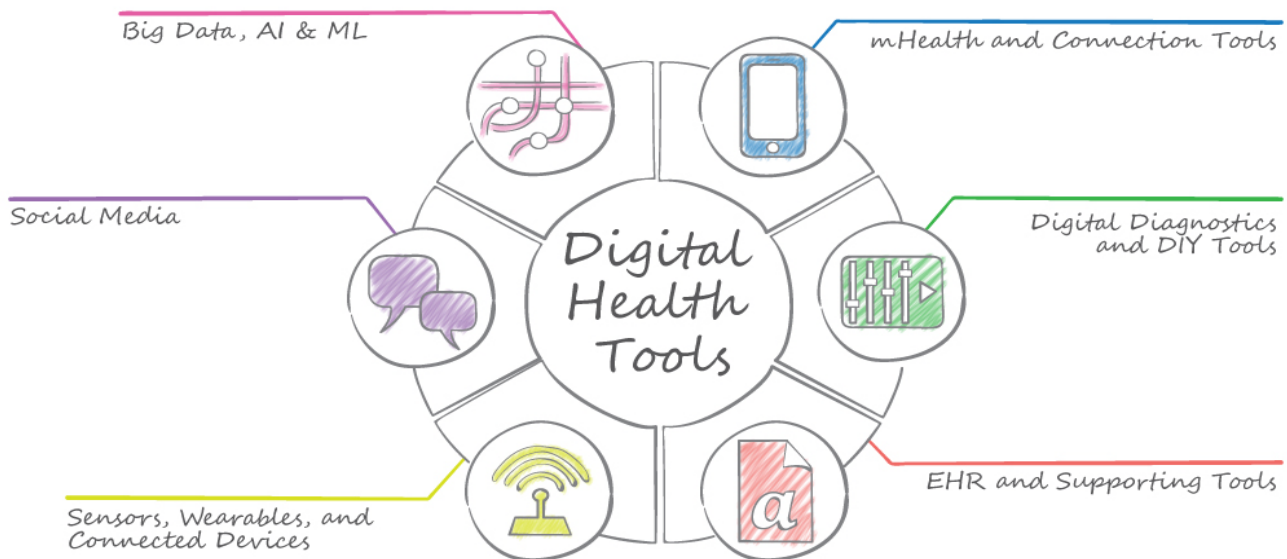 Big Data, AI & ML
mHealth and Connection Tools
Social Media
Digital Diagnostics
and DIY Tools
Digital
Health
Tools
EHR and Supporting Tools
a
Sensors, Wearables, and
Connected Devices